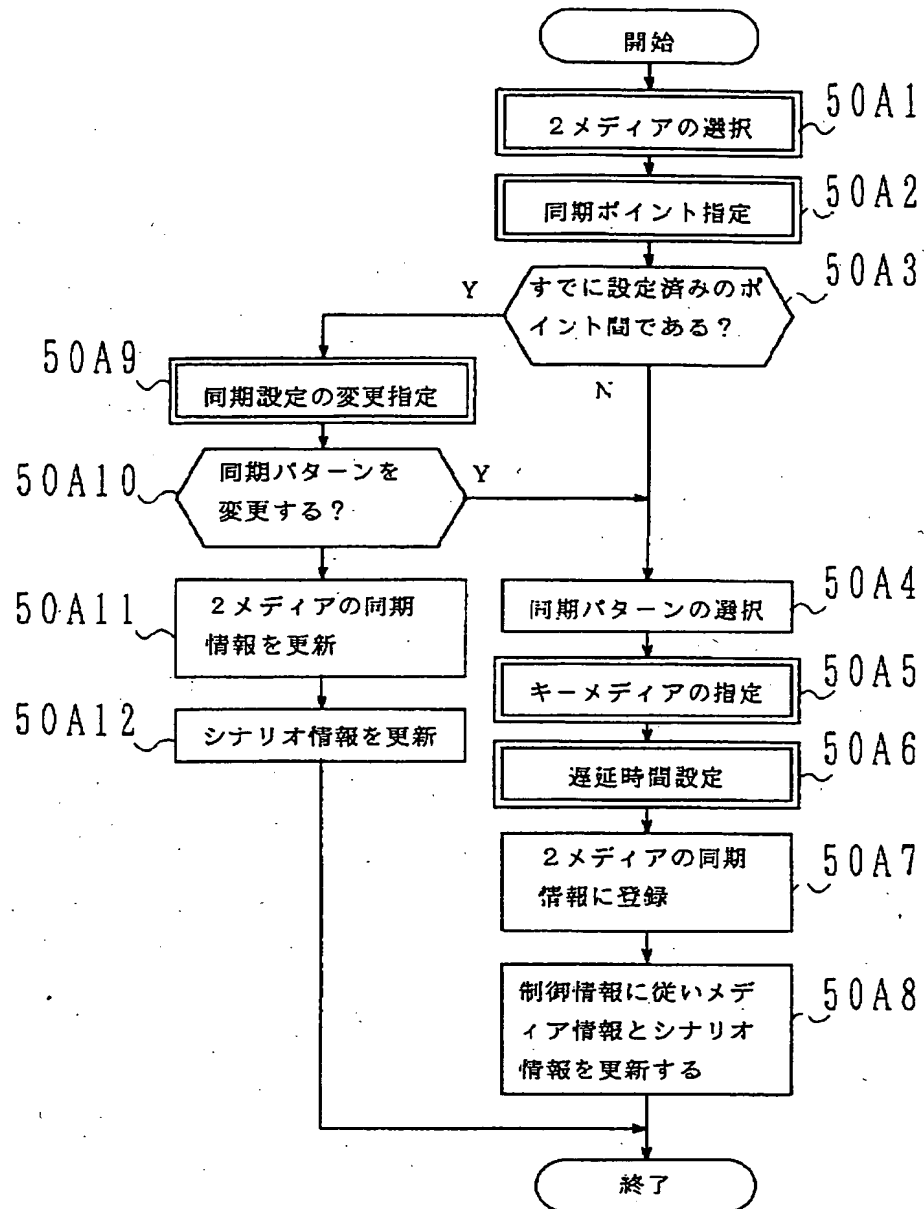 開始
2メディアの選択
50A1
同期ポイント指定
50A2
すでに設定済みのポ
イント間である?
50A3
Y
N
50A9
同期設定の変更指定
50A10
同期パターンを
変更する?
Y
50A11
2メディアの同期
情報を更新
50A12
シナリオ情報を更新
同期パターンの選択
50A4
キーメディアの指定
50A5
遅延時間設定
50A6
2メディアの同期
情報に登録
50A7
制御情報に従いメデ
ィア情報とシナリオ
情報を更新する
50A8
終了